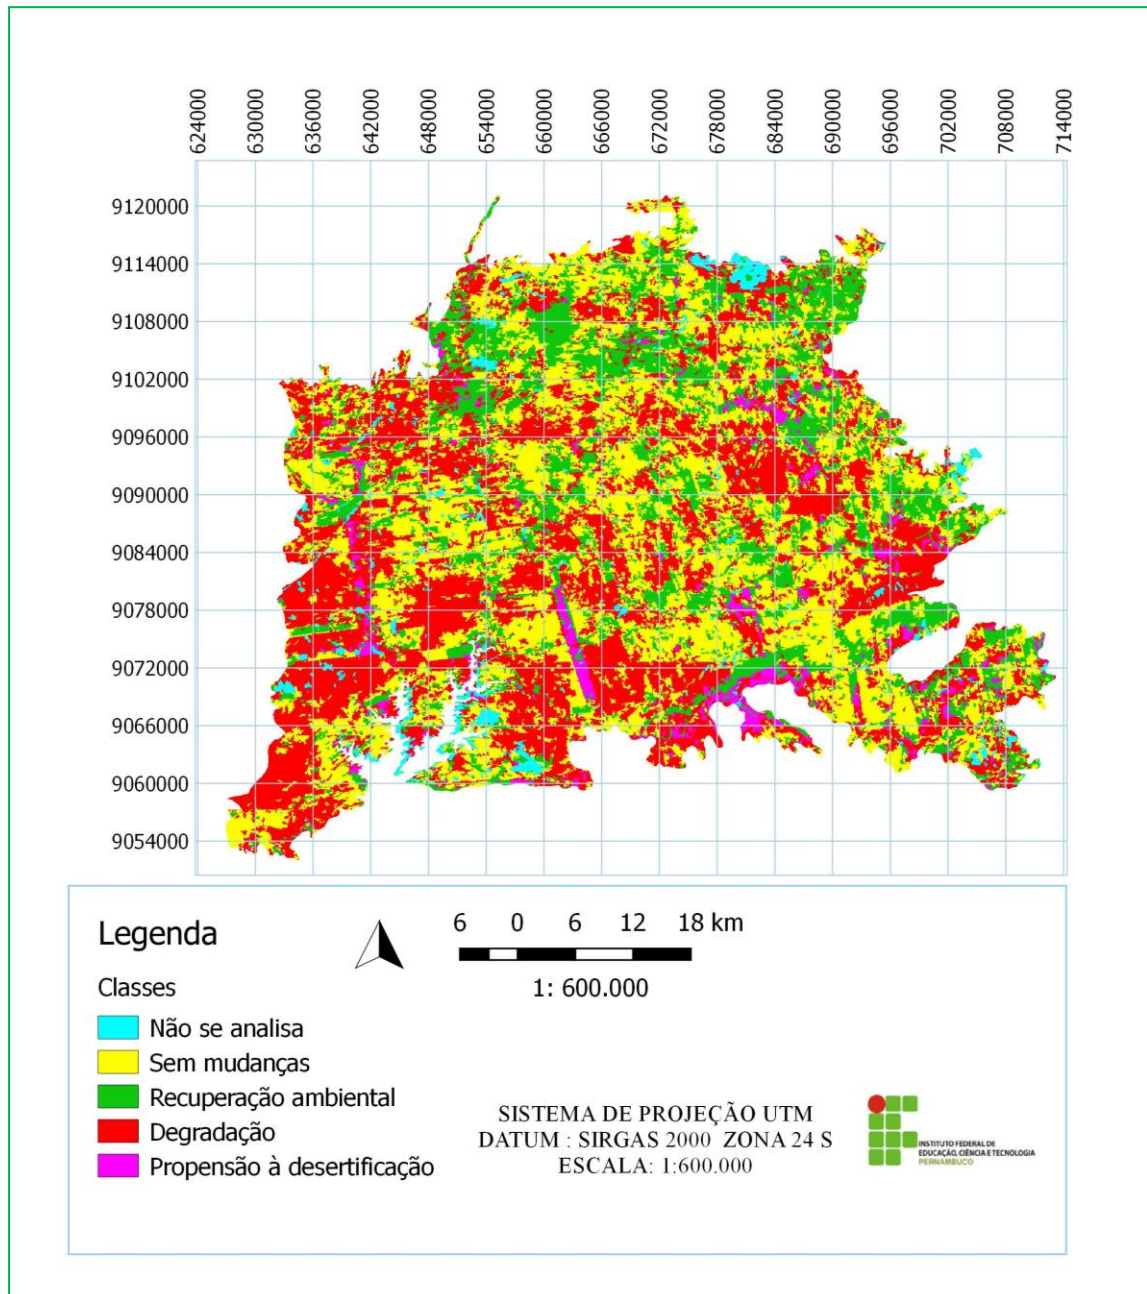 624000
630000
636000
642000
648000
654000
660000
666000
672000
678000
684000
690000
696000
702000
708000
714000
9120000
9114000
9108000
9102000
9096000
9090000
9084000
9078000
9072000
9066000
9060000
9054000
Legenda
6 0 6 12 18 km
1: 600.000
Classes
Não se analisa
Sem mudanças
Recuperação ambiental
Degradação
Propensão à desertificação
SISTEMA DE PROJEÇÃO UTM
DATUM : SIRGAS 2000 ZONA 24 S
ESCALA: 1:600.000
INSTITUTO FEDERAL DE
EDUCAÇÃO, CIÊNCIA E TECNOLOGIA
PERNAMBUCO